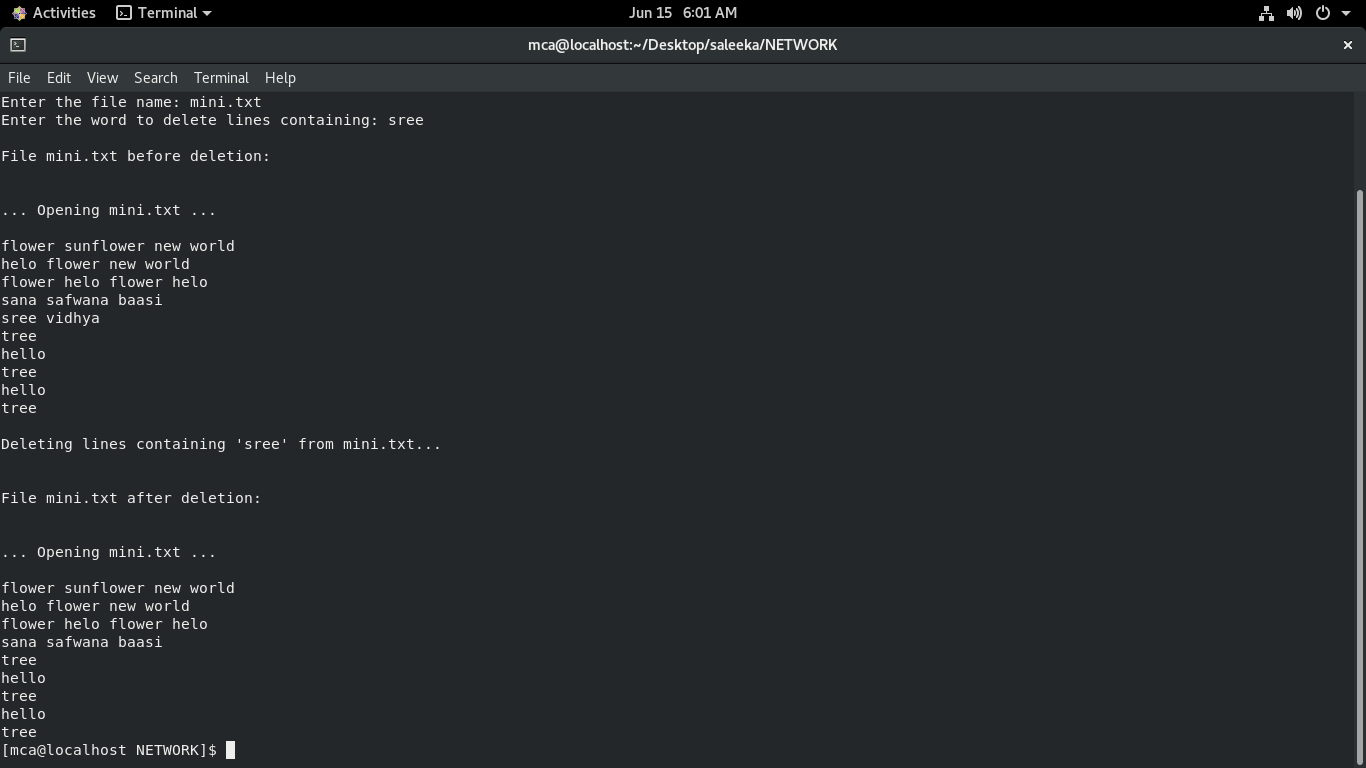 Activities Terminal Jun 15 6:01 AM
mca@localhost:~/Desktop/saleeka/NETWORK
File Edit View Search Terminal Help
Enter the file name: mini.txt
Enter the word to delete lines containing: sree
File mini.txt before deletion:
... Opening mini.txt ...
flower sunflower new world
helo flower new world
flower helo flower helo
sana safwana baasi
sree vidhya
tree
hello
tree
hello
tree
Deleting lines containing 'sree' from mini.txt...
File mini.txt after deletion:
... Opening mini.txt ...
flower sunflower new world
helo flower new world
flower helo flower helo
sana safwana baasi
tree
hello
tree
hello
tree
[mca@localhost NETWORK]$